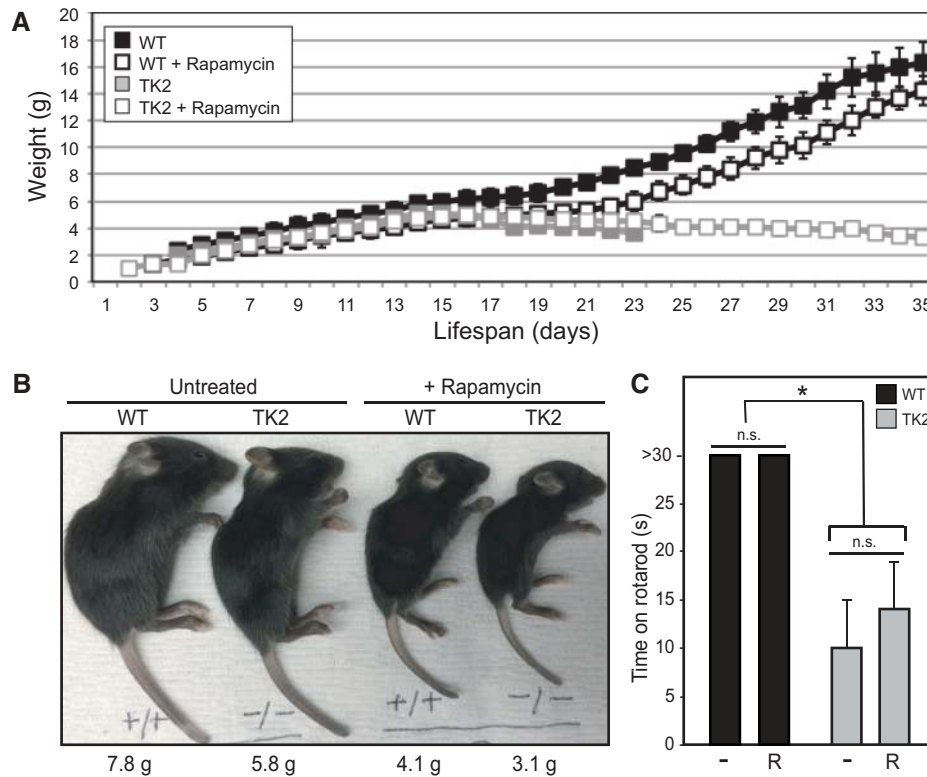 A
Weight (g)
20
18
16
14
12
10
8
6
4
2
0
WT
WT + Rapamycin
TK2
TK2 + Rapamycin
1 3 5 7 9 11 13 15 17 19 21 23 25 27 29 31 33 35
Lifespan (days)
B
Untreated + Rapamycin
WT TK2 WT TK2
+/+ -/- +/+ -/-
7.8 g 5.8 g 4.1 g 3.1 g
C
WT
TK2
*
n.s.
n.s.
Time on rotarod (s)
>30
25
20
15
10
5
0
- R - R